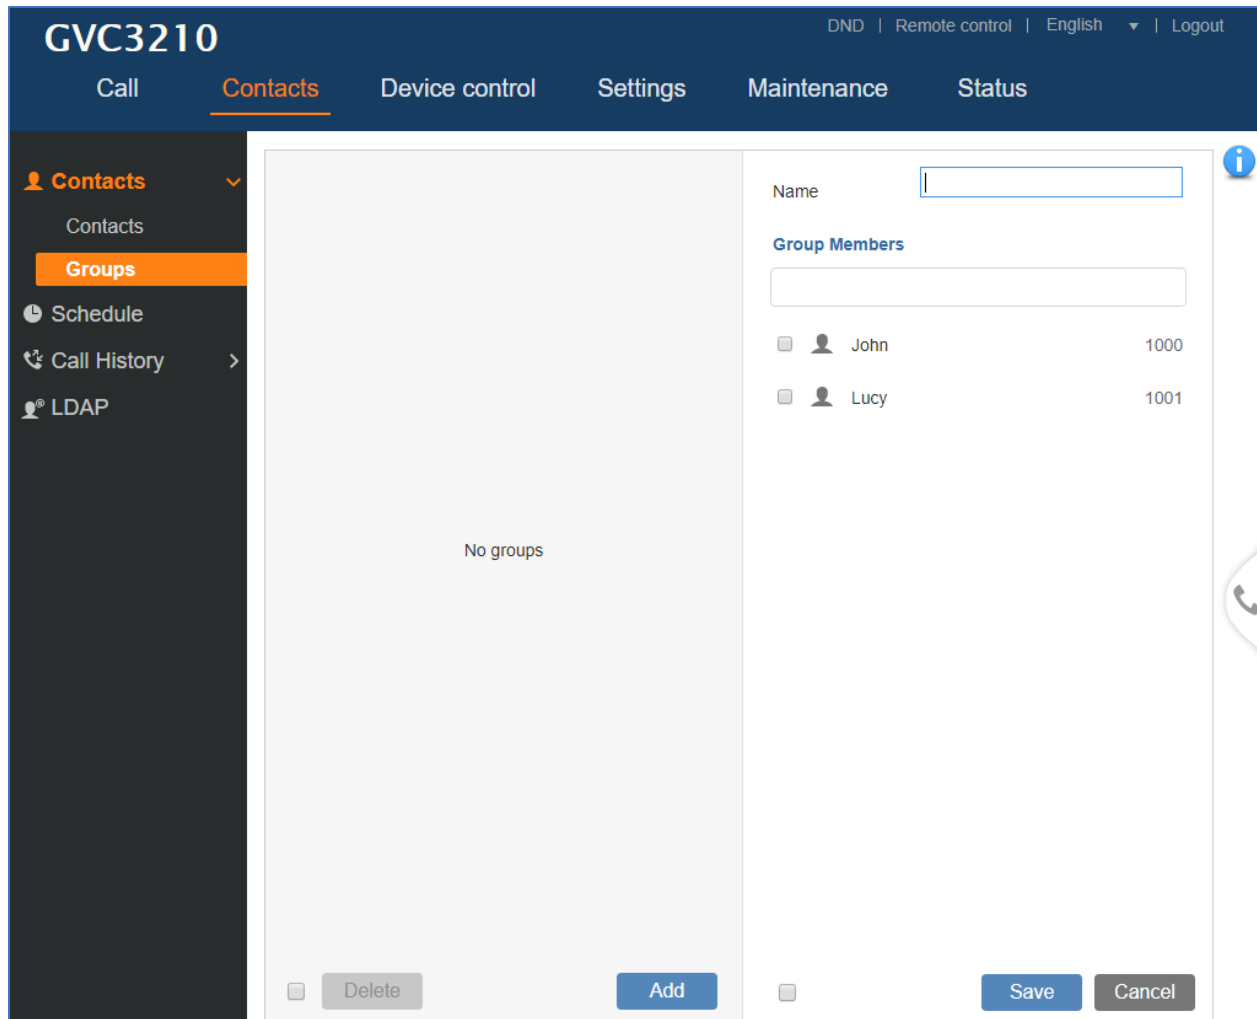 GVC3210
DND | Remote control | English | Logout
Call Contacts Device control Settings Maintenance Status
Contacts
Contacts
Groups
Schedule
Call History
LDAP
No groups
Delete Add
Name
Group Members
John 1000
Lucy 1001
Save Cancel